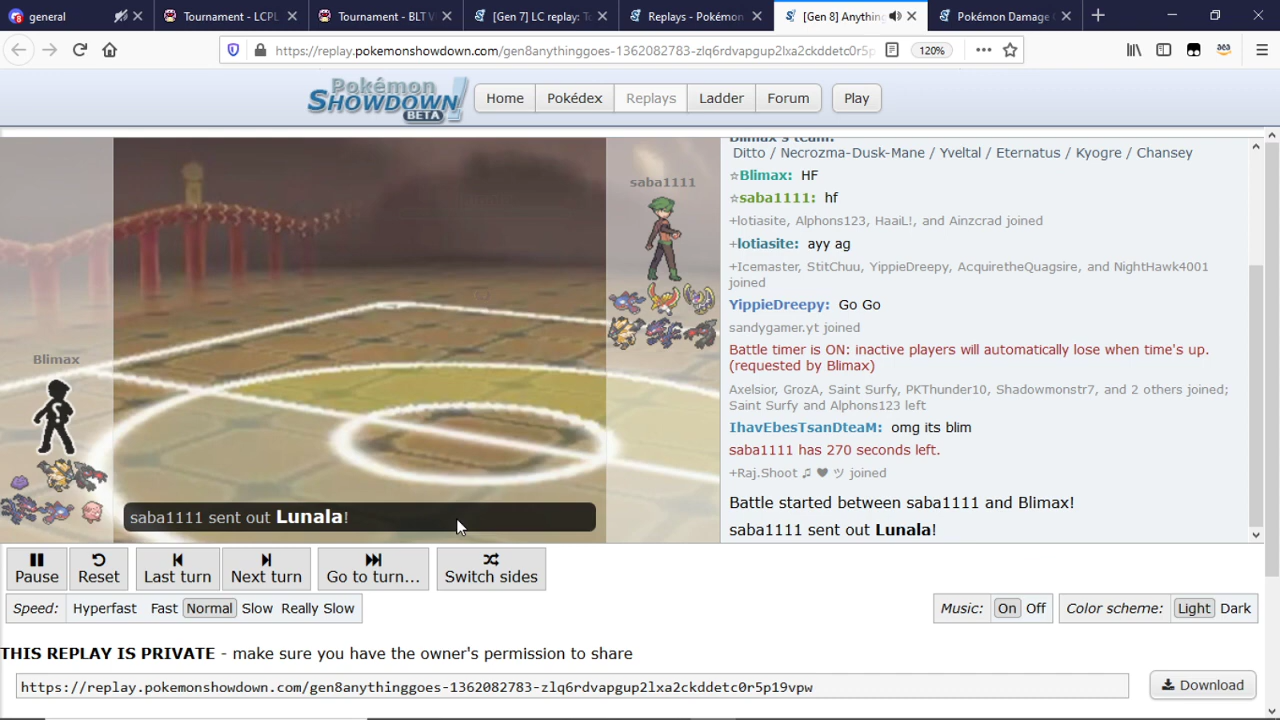 general
Tournament - LCPL
Tournament - BLT V
[Gen 7] LC replay: To
Replays - Pokémon
[Gen 8] Anythin
Pokémon Damage C
https://replay.pokemonshowdown.com/gen8anythinggoes-1362082783-zlq6rdvapgup2lxa2ckddetc0r5p
120%
Pokémon
SHOWDOWN!
BETA
Home
Pokédex
Replays
Ladder
Forum
Play
saba1111
Blimax
saba1111 sent out Lunala!
Blimax's team:
Ditto / Necrozma-Dusk-Mane / Yveltal / Eternatus / Kyogre / Chansey
☆Blimax: HF
☆saba1111: hf
+lotiasite, Alphons123, HaaiL!, and Ainzcrad joined
+lotiasite: ayy ag
+Icemaster, StitChuu, YippieDreepy, AcquiretheQuagsire, and NightHawk4001
joined
YippieDreepy: Go Go
sandygamer.yt joined
Battle timer is ON: inactive players will automatically lose when time's up.
(requested by Blimax)
Axelsior, GrozA, Saint Surfy, PKThunder10, Shadowmonstr7, and 2 others joined;
Saint Surfy and Alphons123 left
IhavEbesTsanDteaM: omg its blim
saba1111 has 270 seconds left.
+Raj.Shoot ♫ ♥ ツ joined
Battle started between saba1111 and Blimax!
saba1111 sent out Lunala!
Pause
Reset
Last turn
Next turn
Go to turn...
Switch sides
Speed: Hyperfast Fast Normal Slow Really Slow
Music: On Off
Color scheme: Light Dark
THIS REPLAY IS PRIVATE - make sure you have the owner's permission to share
https://replay.pokemonshowdown.com/gen8anythinggoes-1362082783-zlq6rdvapgup2lxa2ckddetc0r5p19vpw
Download